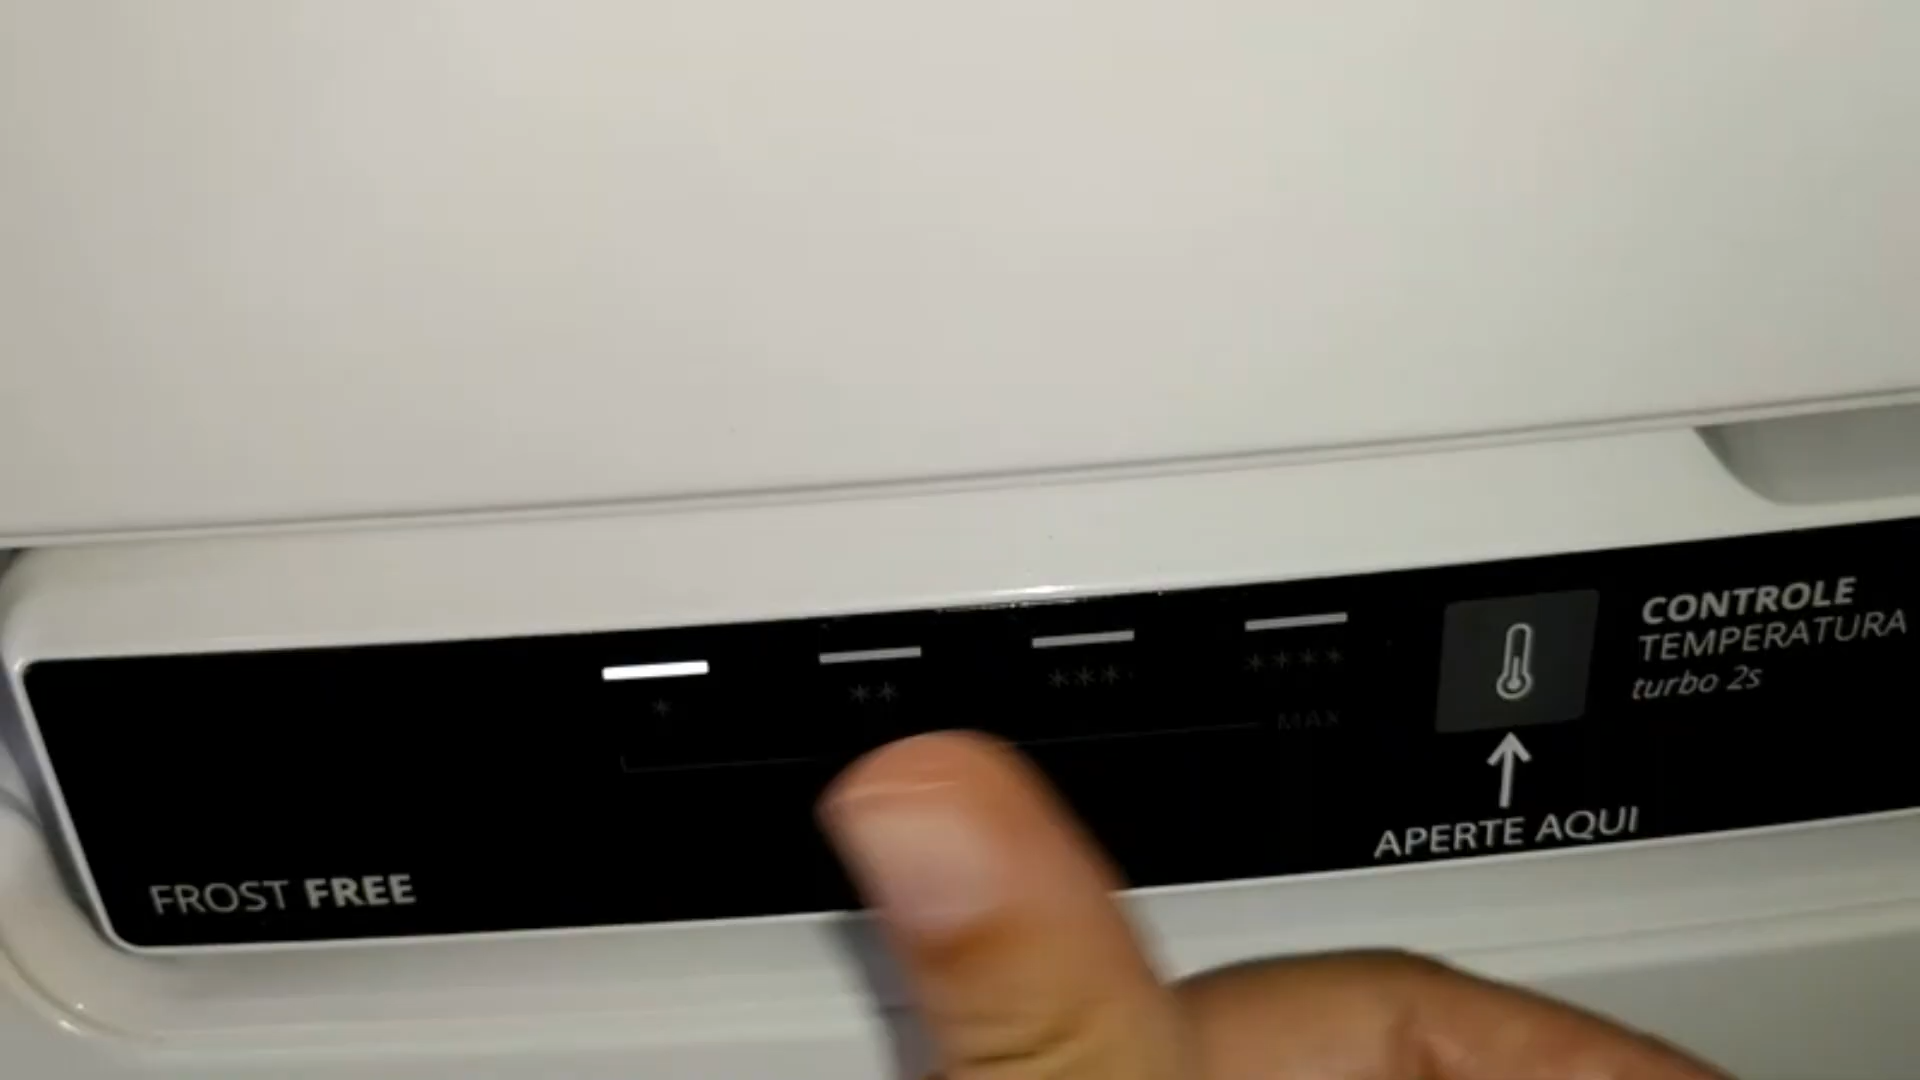 * ** *** ****
MAX
CONTROLE
TEMPERATURA
turbo 2s
APERTE AQUI
FROST FREE